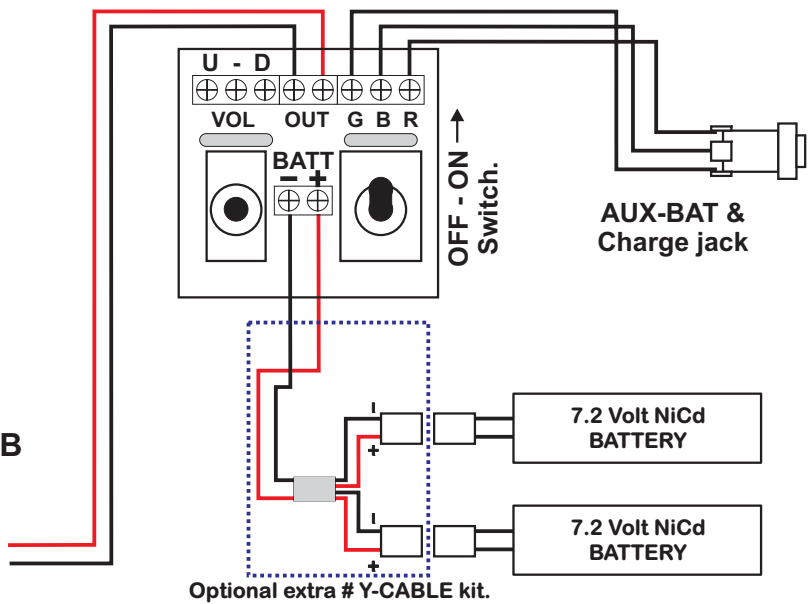 U - D
VOL OUT G B R
BATT
- +
OFF - ON
Switch.
AUX-BAT &
Charge jack
B
-
+
7.2 Volt NiCd
BATTERY
-
+
7.2 Volt NiCd
BATTERY
Optional extra # Y-CABLE kit.